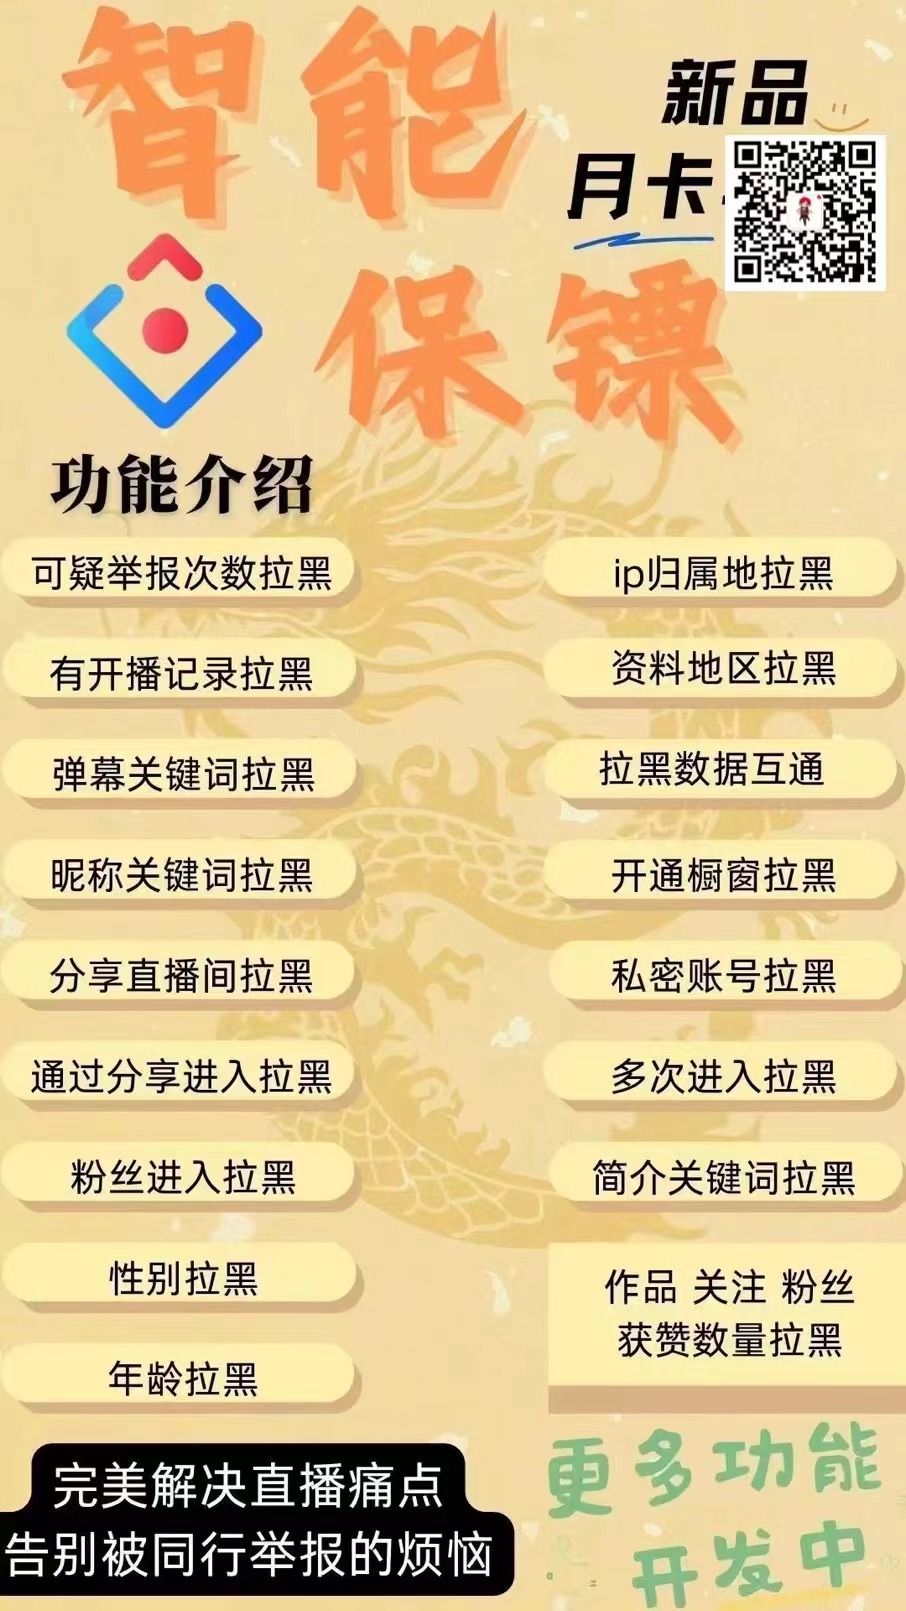 智能
新品
月卡
保镖
功能介绍
可疑举报次数拉黑
ip归属地拉黑
有开播记录拉黑
资料地区拉黑
弹幕关键词拉黑
拉黑数据互通
昵称关键词拉黑
开通橱窗拉黑
分享直播间拉黑
私密账号拉黑
通过分享进入拉黑
多次进入拉黑
粉丝进入拉黑
简介关键词拉黑
性别拉黑
作品 关注 粉丝
获赞数量拉黑
年龄拉黑
完美解决直播痛点
告别被同行举报的烦恼
更多功能
开发中